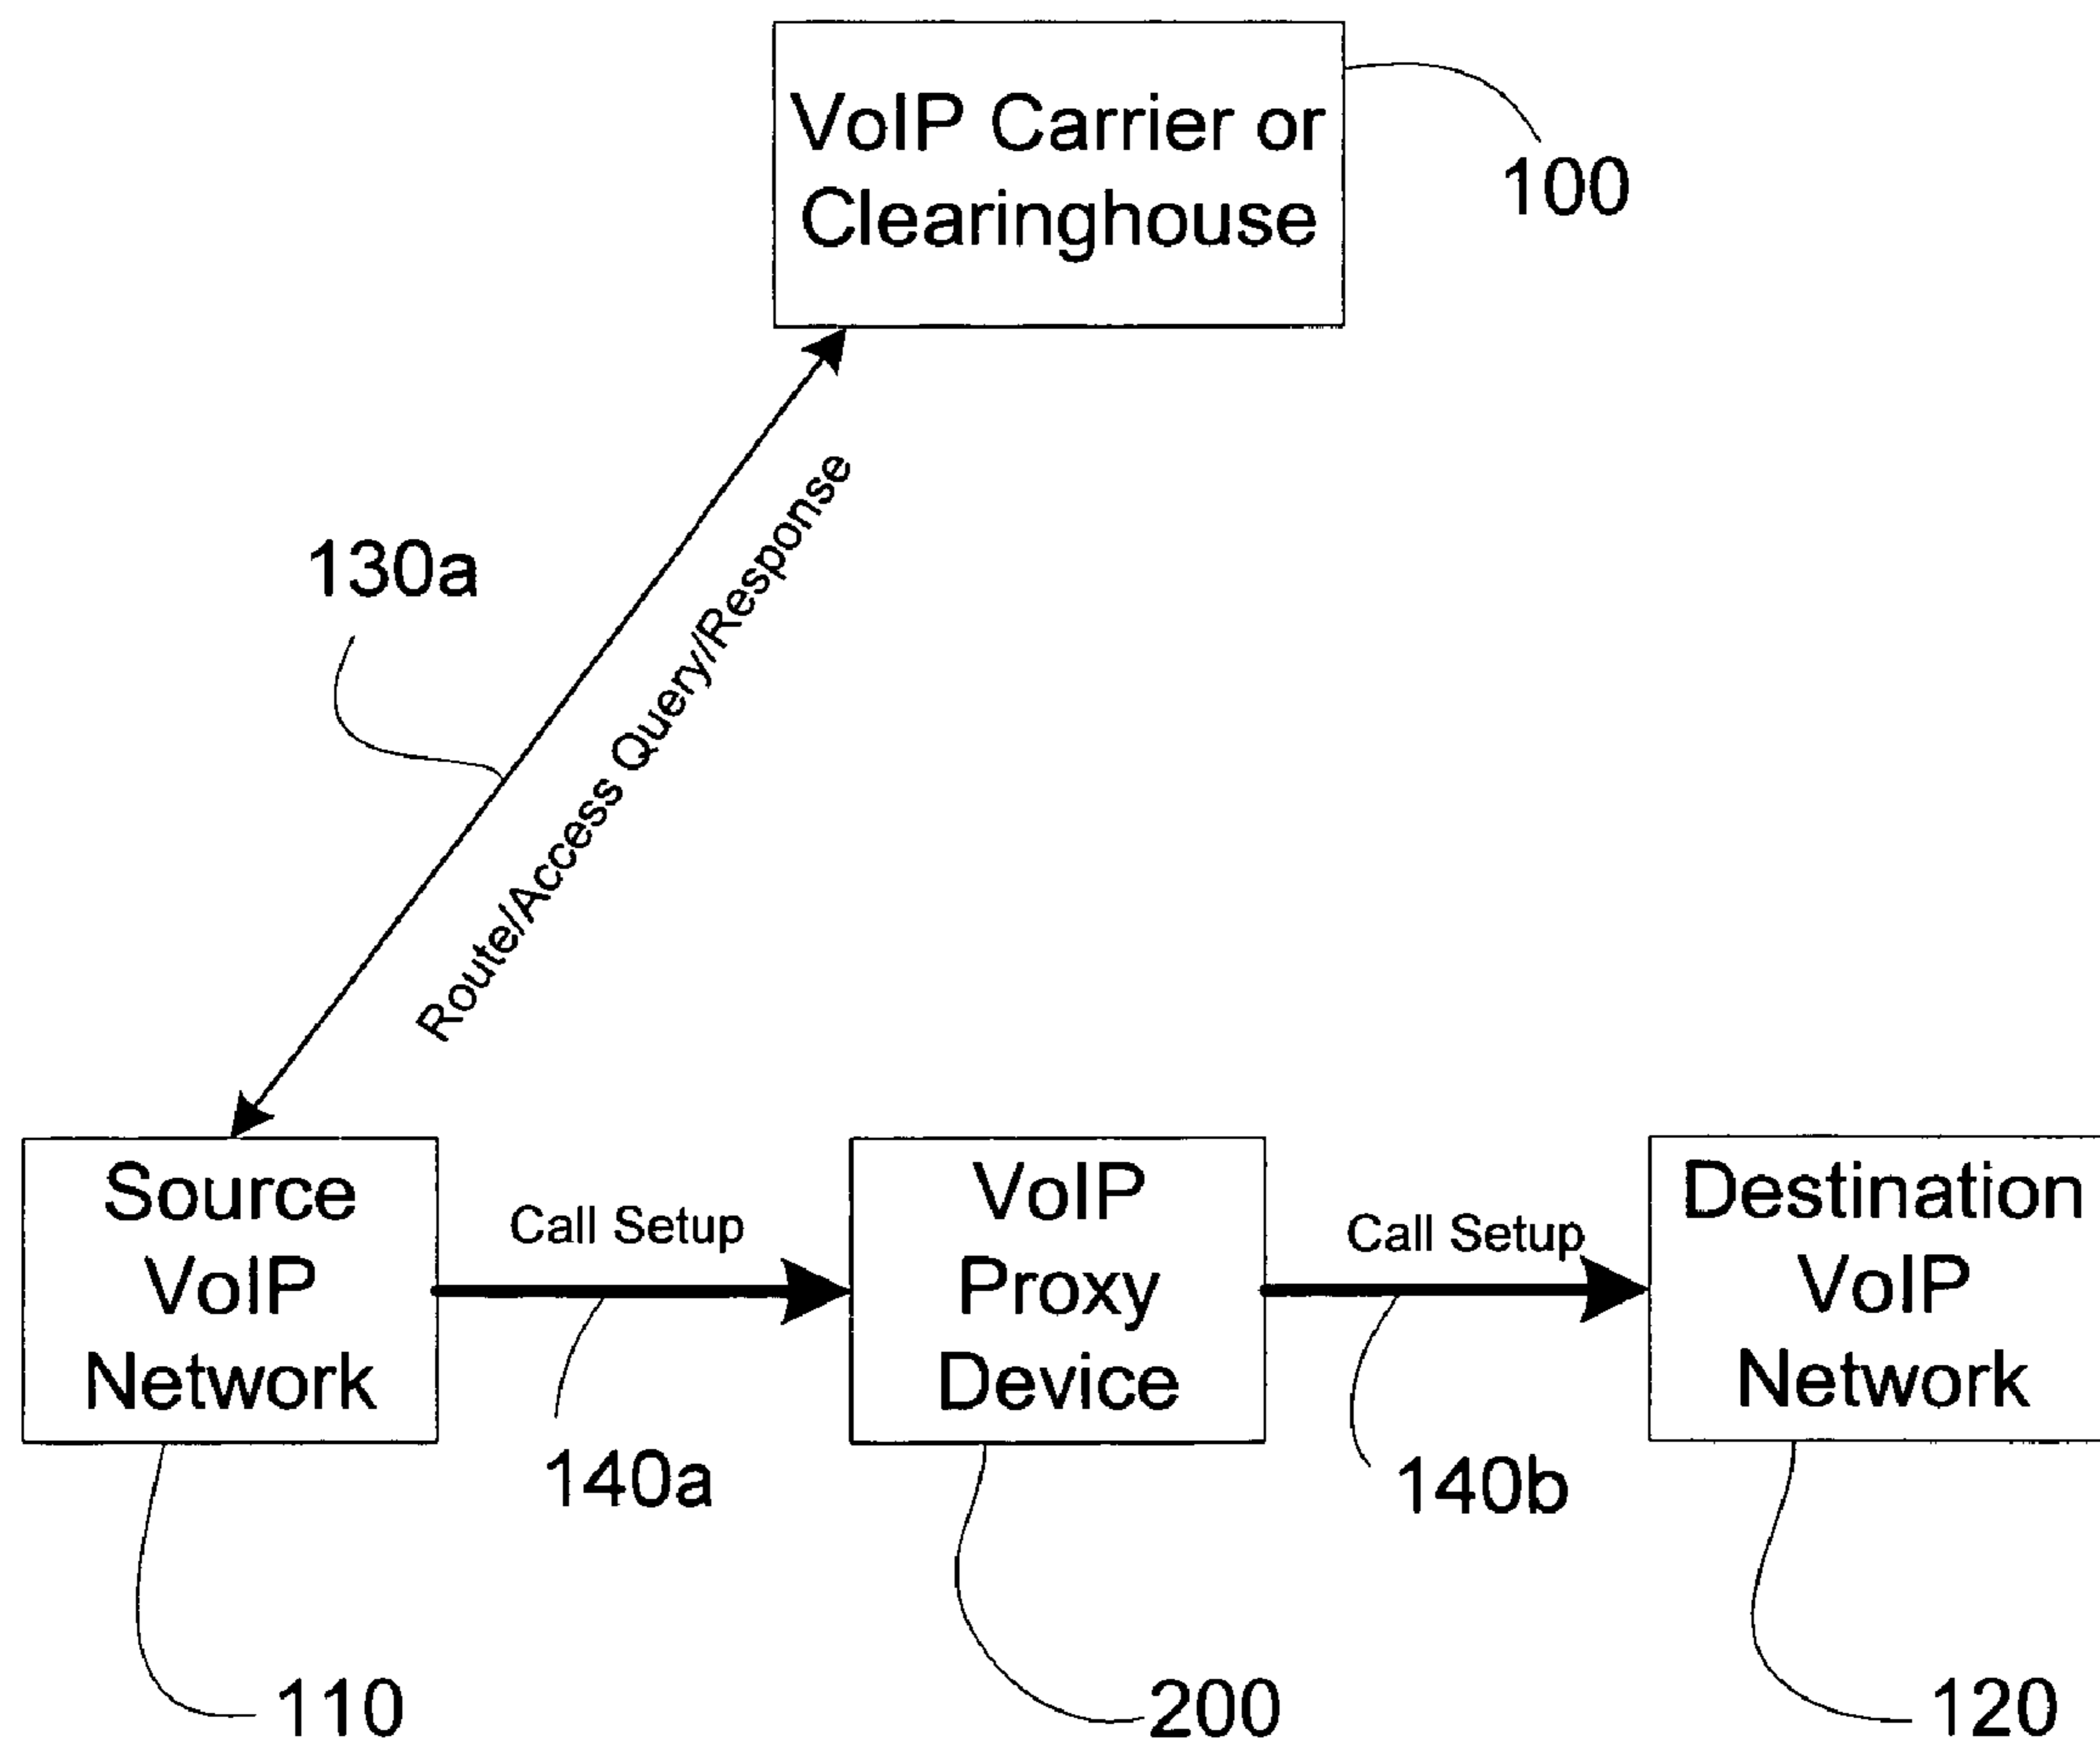 VoIP Carrier or
Clearinghouse
100
130a
Route/Access Query/Response
Source
VoIP
Network
Call Setup
VoIP
Proxy
Device
Call Setup
Destination
VoIP
Network
140a
140b
110
200
120